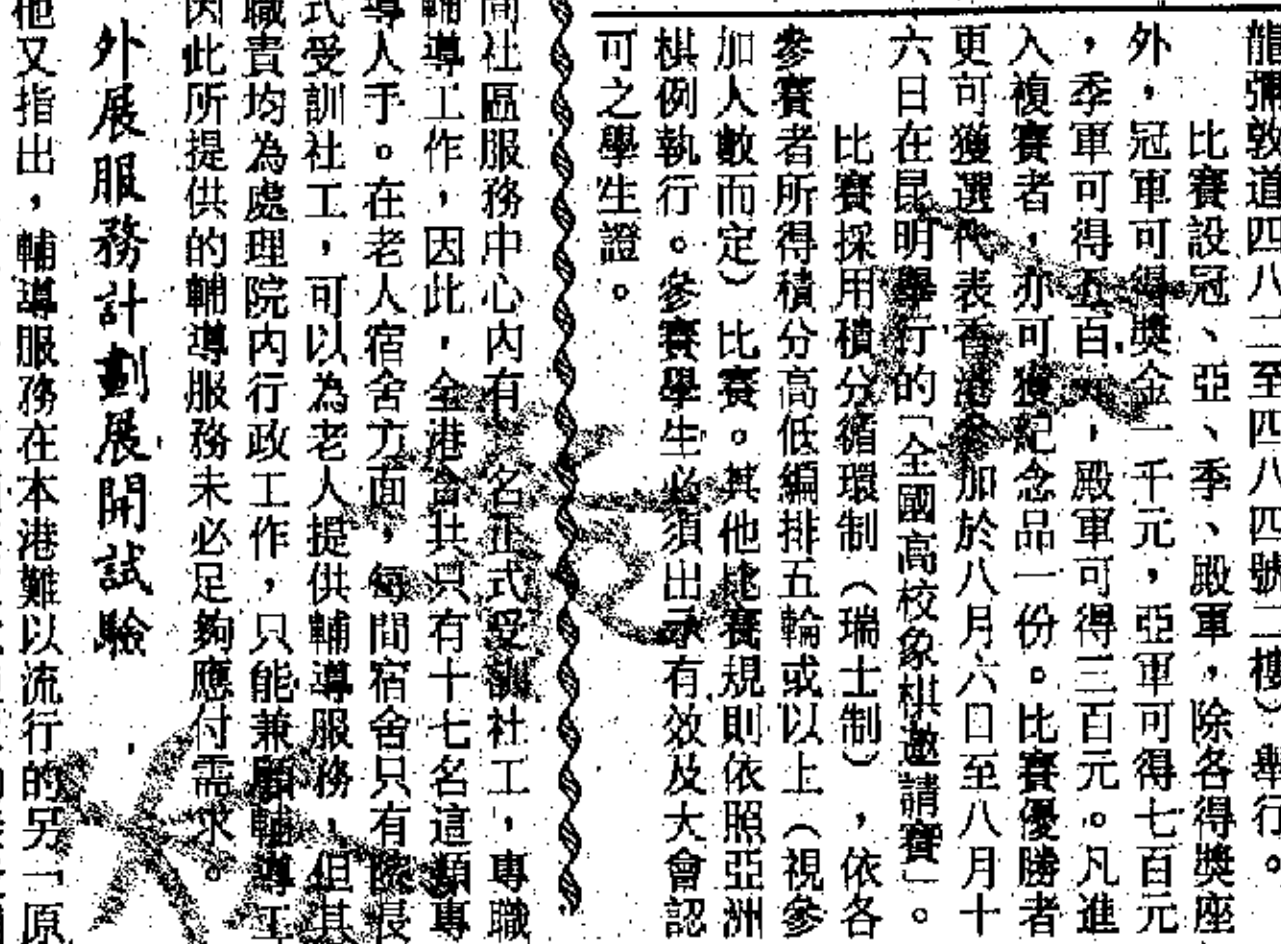 龍彌敦道四八二至四八四號二樓）舉行。
比賽設冠、亞、季、殿軍，除各得獎座
外，冠軍可得獎金一千元，亞軍可得七百元
，季軍可得五百元，殿軍可得三百元。凡進
入複賽者，亦可獲紀念品一份。比賽優勝者
更可獲選代表香港參加於八月六日至八月十
六日在昆明舉行的「全國高校象棋邀請賽」。
比賽採用積分循環制（瑞士制），依各
參賽者所得積分高低編排五輪或以上（視參
加人數而定）比賽。其他比賽規則依照亞洲
棋例執行。參賽學生必須出示有效及大會認
可之學生證。
間社區服務中心內有一名正式受訓社工，專職
輔導工作，因此，全港合共只有十七名這類專
導人手。在老人宿舍方面，每間宿舍只有院長
式受訓社工，可以為老人提供輔導服務，但其
職責均為處理院內行政工作，只能兼顧輔導工
因此所提供的輔導服務未必足夠應付需求。
外展服務計劃展開試驗
他又指出，輔導服務在本港難以流行的另一原